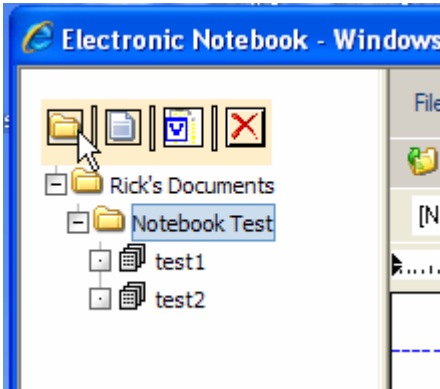 Electronic Notebook - Windows
File
Rick's Documents
Notebook Test
[N
test1
test2